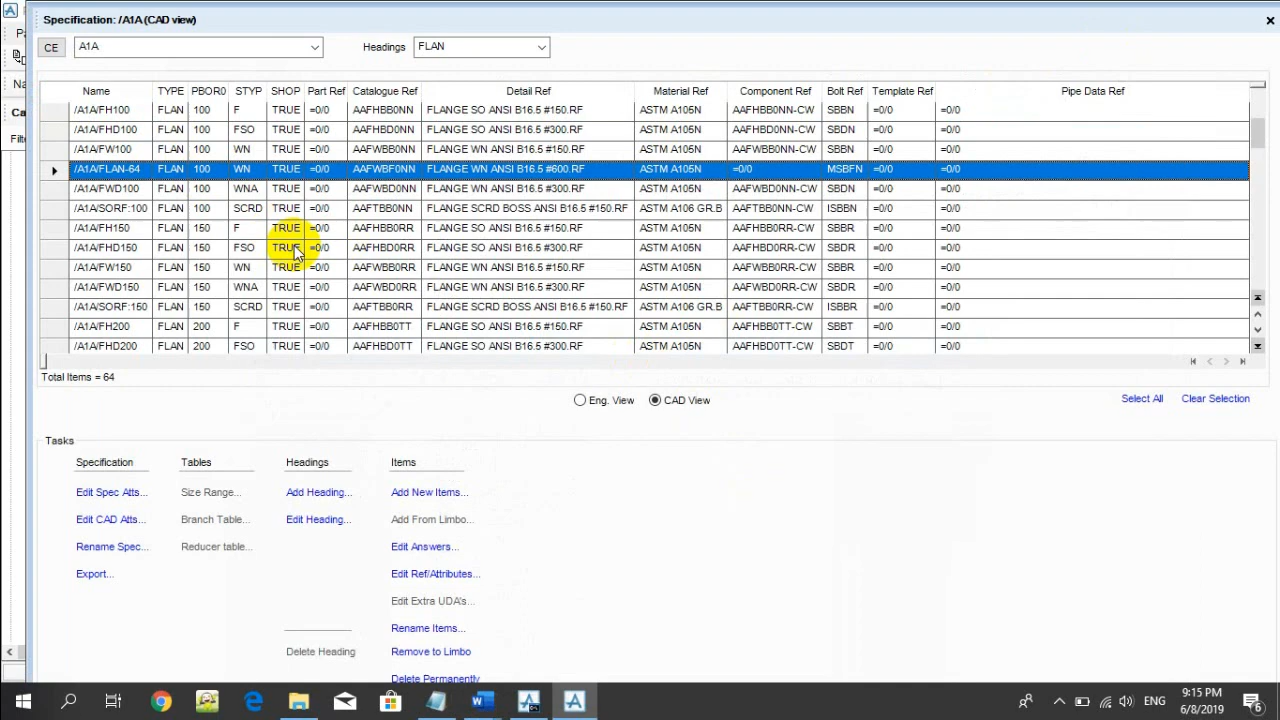 Specification: /A1A (CAD view)
CE A1A Headings FLAN
Name TYPE PBOR0 STYP SHOP Part Ref Catalogue Ref Detail Ref Material Ref Component Ref Bolt Ref Template Ref Pipe Data Ref
/A1A/FH100 FLAN 100 F TRUE =0/0 AAFHBB0NN FLANGE SO ANSI B16.5 #150.RF ASTM A105N AAFHBB0NN-CW SBBN =0/0 =0/0
/A1A/FHD100 FLAN 100 FSO TRUE =0/0 AAFHBD0NN FLANGE SO ANSI B16.5 #300.RF ASTM A105N AAFHBD0NN-CW SBDN =0/0 =0/0
/A1A/FW100 FLAN 100 WN TRUE =0/0 AAFWBB0NN FLANGE WN ANSI B16.5 #150.RF ASTM A105N AAFWBB0NN-CW SBBN =0/0 =0/0
/A1A/FLAN-64 FLAN 100 WN TRUE =0/0 AAFWBF0NN FLANGE WN ANSI B16.5 #600.RF ASTM A105N =0/0 MSBFN =0/0 =0/0
/A1A/FWD100 FLAN 100 WNA TRUE =0/0 AAFWBD0NN FLANGE WN ANSI B16.5 #300.RF ASTM A105N AAFWBD0NN-CW SBDN =0/0 =0/0
/A1A/SORF:100 FLAN 100 SCRD TRUE =0/0 AAFTBB0NN FLANGE SCRD BOSS ANSI B16.5 #150.RF ASTM A106 GR.B AAFTBB0NN-CW ISBBN =0/0 =0/0
/A1A/FH150 FLAN 150 F TRUE =0/0 AAFHBB0RR FLANGE SO ANSI B16.5 #150.RF ASTM A105N AAFHBB0RR-CW SBBR =0/0 =0/0
/A1A/FHD150 FLAN 150 FSO TRUE =0/0 AAFHBD0RR FLANGE SO ANSI B16.5 #300.RF ASTM A105N AAFHBD0RR-CW SBDR =0/0 =0/0
/A1A/FW150 FLAN 150 WN TRUE =0/0 AAFWBB0RR FLANGE WN ANSI B16.5 #150.RF ASTM A105N AAFWBB0RR-CW SBBR =0/0 =0/0
/A1A/FWD150 FLAN 150 WNA TRUE =0/0 AAFWBD0RR FLANGE WN ANSI B16.5 #300.RF ASTM A105N AAFWBD0RR-CW SBDR =0/0 =0/0
/A1A/SORF:150 FLAN 150 SCRD TRUE =0/0 AAFTBB0RR FLANGE SCRD BOSS ANSI B16.5 #150.RF ASTM A106 GR.B AAFTBB0RR-CW ISBBR =0/0 =0/0
/A1A/FH200 FLAN 200 F TRUE =0/0 AAFHBB0TT FLANGE SO ANSI B16.5 #150.RF ASTM A105N AAFHBB0TT-CW SBBT =0/0 =0/0
/A1A/FHD200 FLAN 200 FSO TRUE =0/0 AAFHBD0TT FLANGE SO ANSI B16.5 #300.RF ASTM A105N AAFHBD0TT-CW SBDT =0/0 =0/0
Total Items = 64
Eng. View CAD View Select All Clear Selection
Tasks
Specification Tables Headings Items
Edit Spec Atts... Size Range... Add Heading... Add New Items...
Edit CAD Atts... Branch Table... Edit Heading... Add From Limbo...
Rename Spec... Reducer table... Edit Answers...
Export... Edit Ref/Attributes...
Edit Extra UDA's...
Rename Items...
Delete Heading Remove to Limbo
Delete Permanently
ENG 9:15 PM
6/8/2019 6